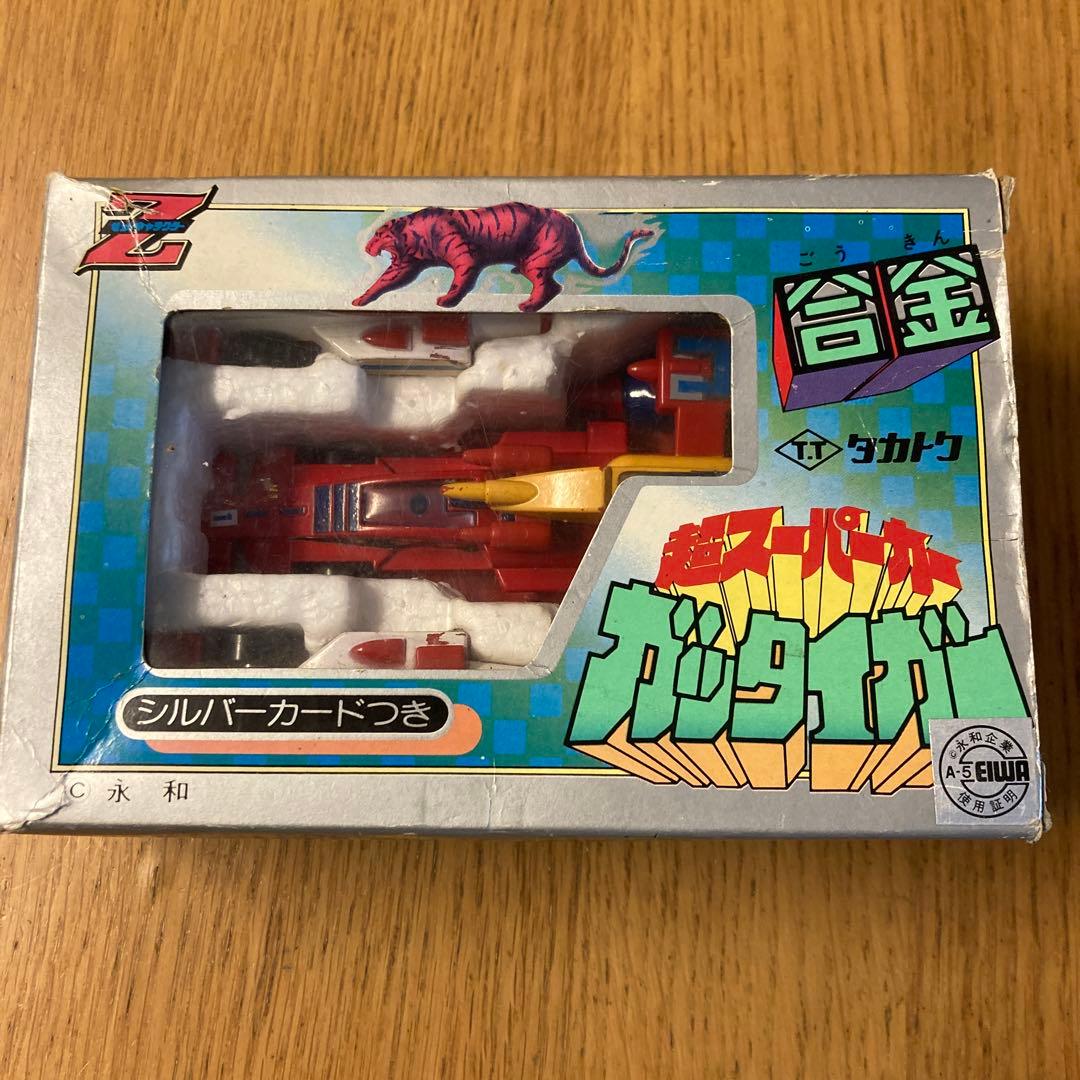 Z
ごうきん
合金
T.T タカトク
超スーパーカー
ガッタイガー
シルバーカードつき
© 永和
©永和企業
A-5 EIWA
使用証明